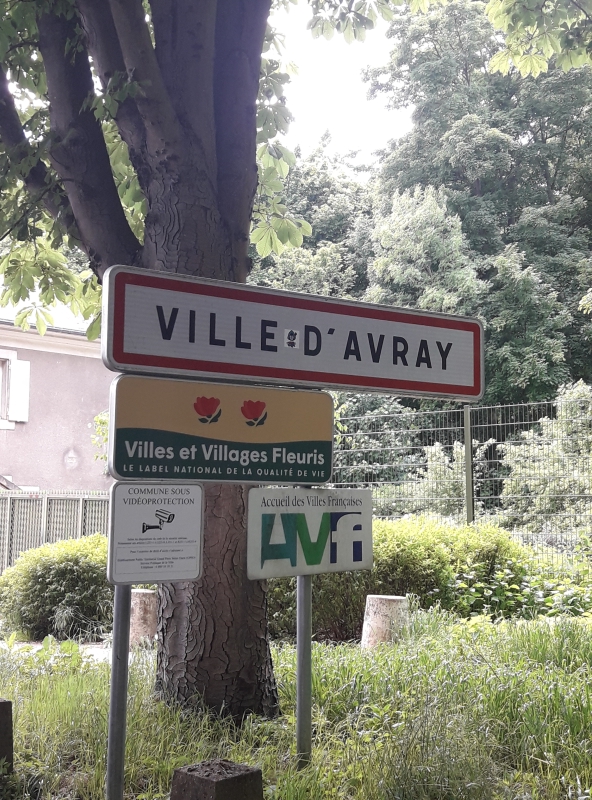 VILLE D'AVRAY
Villes et Villages Fleuris
LE LABEL NATIONAL DE LA QUALITÉ DE VIE
COMMUNE SOUS
VIDÉOPROTECTION
Accueil des Villes Françaises
AVF